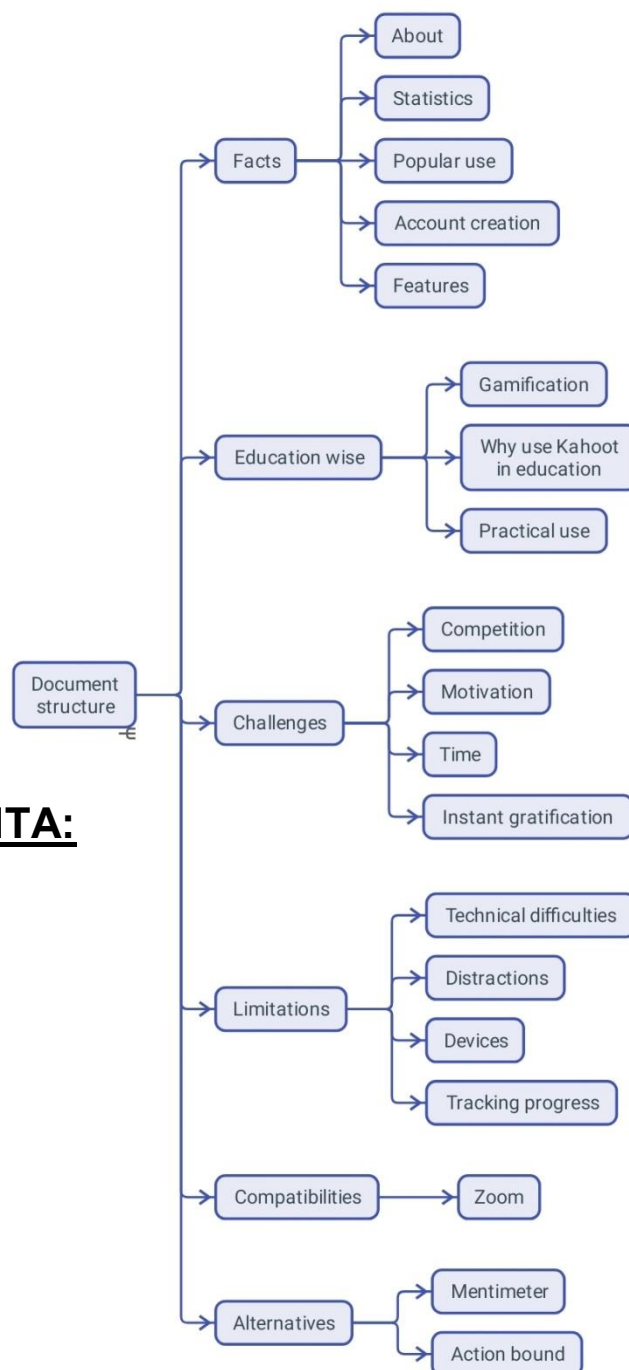 Document
structure
Facts
About
Statistics
Popular use
Account creation
Features
Education wise
Gamification
Why use Kahoot
in education
Practical use
Challenges
Competition
Motivation
Time
Instant gratification
ITA:
Limitations
Technical difficulties
Distractions
Devices
Tracking progress
Compatibilities
Zoom
Alternatives
Mentimeter
Action bound